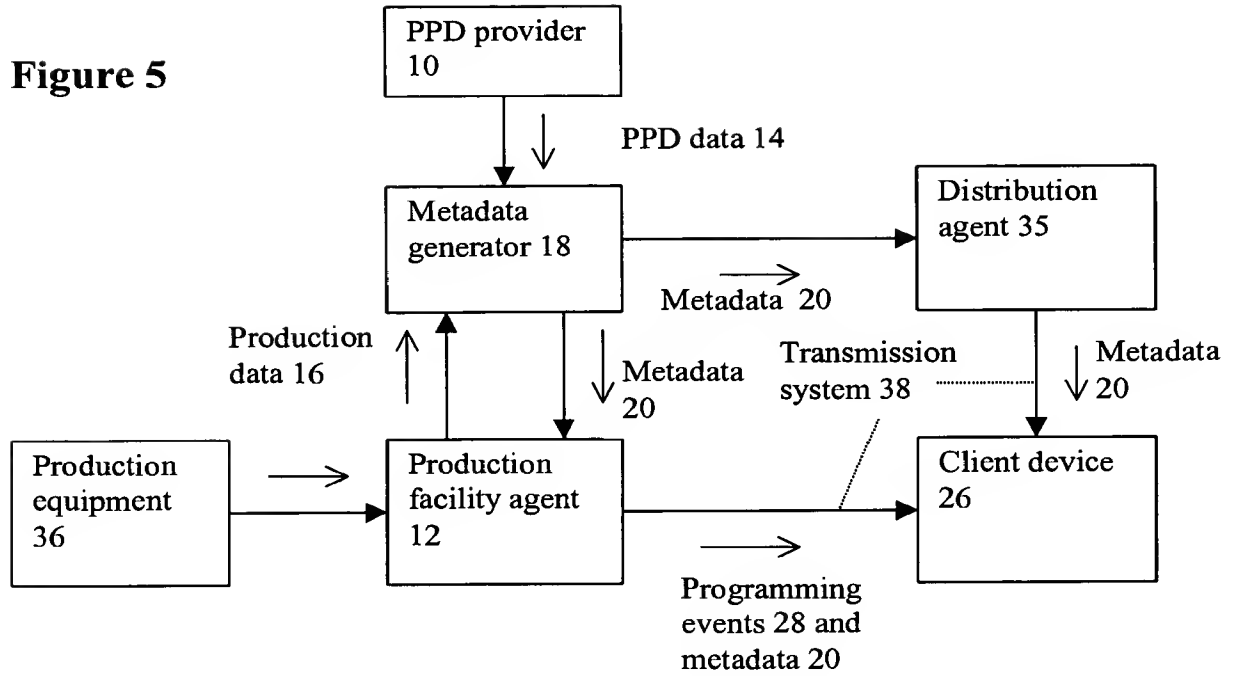 Figure 5
PPD provider
10
PPD data 14
Metadata
generator 18
Distribution
agent 35
Metadata 20
Production
data 16
Metadata
20
Transmission
system 38
Metadata
20
Production
equipment
36
Production
facility agent
12
Client device
26
Programming
events 28 and
metadata 20